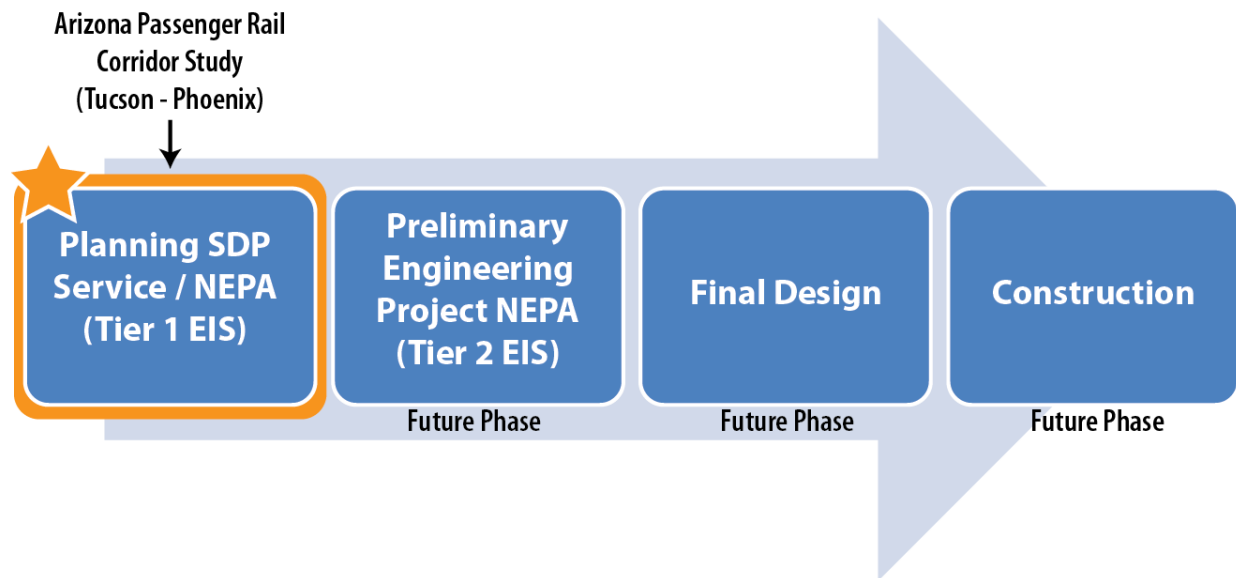 Arizona Passenger Rail
Corridor Study
(Tucson - Phoenix)
Planning SDP
Service / NEPA
(Tier 1 EIS)
Preliminary
Engineering
Project NEPA
(Tier 2 EIS)
Future Phase
Final Design
Future Phase
Construction
Future Phase